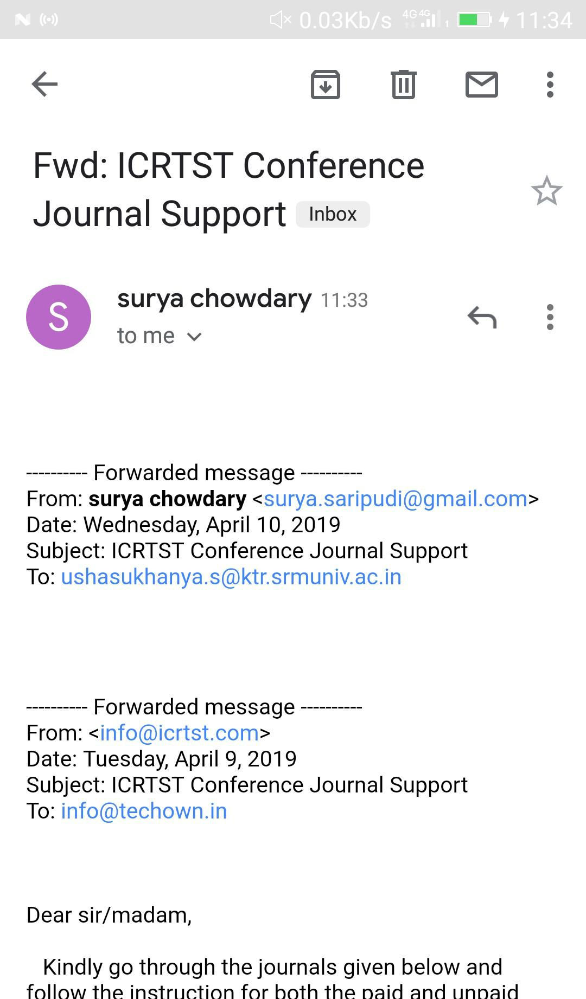 0.03Kb/s 4G 4G 1 11:34
Fwd: ICRTST Conference
Journal Support Inbox
S
surya chowdary 11:33
to me
---------- Forwarded message ----------
From: surya chowdary <surya.saripudi@gmail.com>
Date: Wednesday, April 10, 2019
Subject: ICRTST Conference Journal Support
To: ushasukhanya.s@ktr.srmuniv.ac.in
---------- Forwarded message ----------
From: <info@icrtst.com>
Date: Tuesday, April 9, 2019
Subject: ICRTST Conference Journal Support
To: info@techown.in
Dear sir/madam,
Kindly go through the journals given below and
follow the instruction for both the paid and unpaid